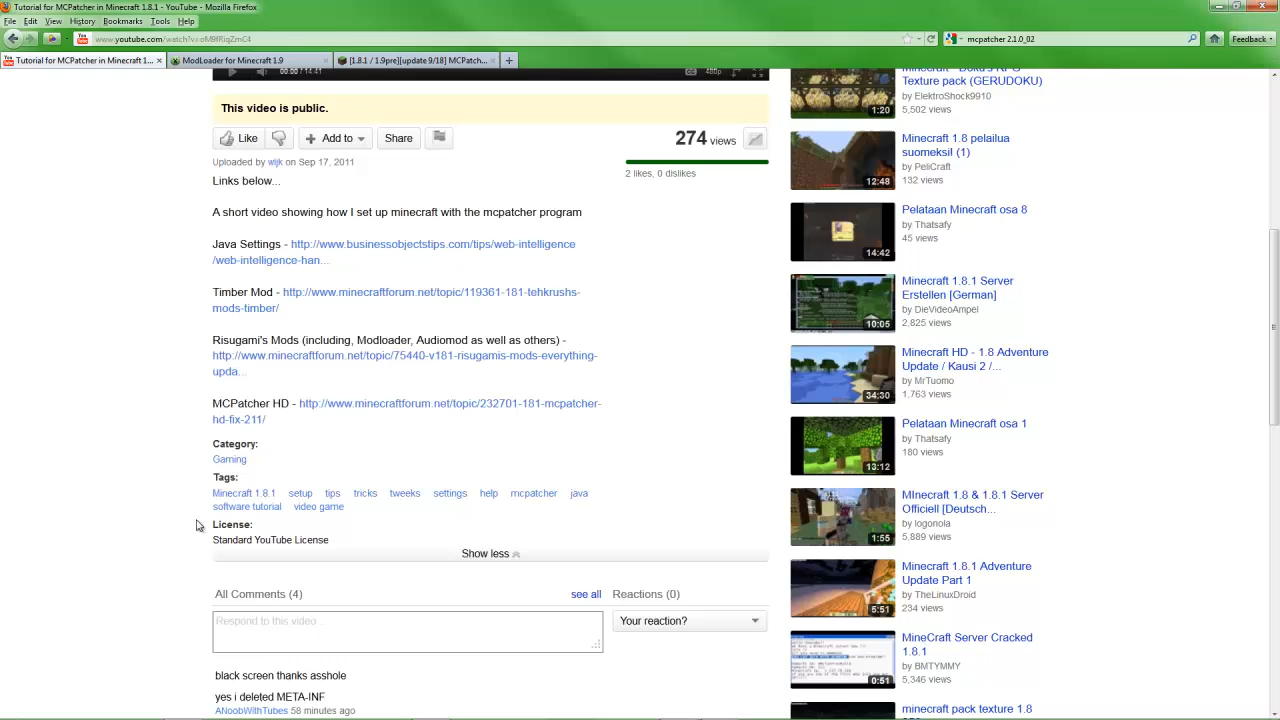 Tutorial for MCPatcher in Minecraft 1.8.1 - YouTube - Mozilla Firefox
www.youtube.com/watch?v=oM9fRiqZmC4
mcpatcher 2.1.0_02
Feedback
Tutorial for MCPatcher in Minecraft 1...
ModLoader for Minecraft 1.9
[1.8.1 / 1.9pre][update 9/18] MCPatch...
00:00 / 14:41
480p
This video is public.
Like
Add to
Share
274 views
Uploaded by wijk on Sep 17, 2011
2 likes, 0 dislikes
Links below...
A short video showing how I set up minecraft with the mcpatcher program
Java Settings - http://www.businessobjectstips.com/tips/web-intelligence
/web-intelligence-han...
Timber Mod - http://www.minecraftforum.net/topic/119361-181-tehkrushs-
mods-timber/
Risugami's Mods (including, Modloader, Audiomod as well as others) -
http://www.minecraftforum.net/topic/75440-v181-risugamis-mods-everything-
upda...
MCPatcher HD - http://www.minecraftforum.net/topic/232701-181-mcpatcher-
hd-fix-211/
Category:
Gaming
Tags:
Minecraft 1.8.1 setup tips tricks tweeks settings help mcpatcher java
software tutorial video game
License:
Standard YouTube License
Show less
All Comments (4)
see all
Reactions (0)
Respond to this video...
Your reaction?
black screen thanks asshole
yes i deleted META-INF
ANoobWithTubes 58 minutes ago
Texture pack (GERUDOKU)
by ElektroShock9910
5,502 views
1:20
Minecraft 1.8 pelailua
suomeksil (1)
by PeliCraft
132 views
12:48
Pelataan Minecraft osa 8
by Thatsafy
45 views
14:42
Minecraft 1.8.1 Server
Erstellen [German]
by DieVideoAmpel
2,825 views
10:05
Minecraft HD - 1.8 Adventure
Update / Kausi 2 /...
by MrTuomo
1,763 views
34:30
Pelataan Minecraft osa 1
by Thatsafy
180 views
13:12
MInecraft 1.8 & 1.8.1 Server
Officiell [Deutsch...
by logonola
5,889 views
1:55
Minecraft 1.8.1 Adventure
Update Part 1
by TheLinuxDroid
234 views
5:51
MineCraft Server Cracked
1.8.1
by BMTYMMY
5,346 views
0:51
minecraft pack texture 1.8